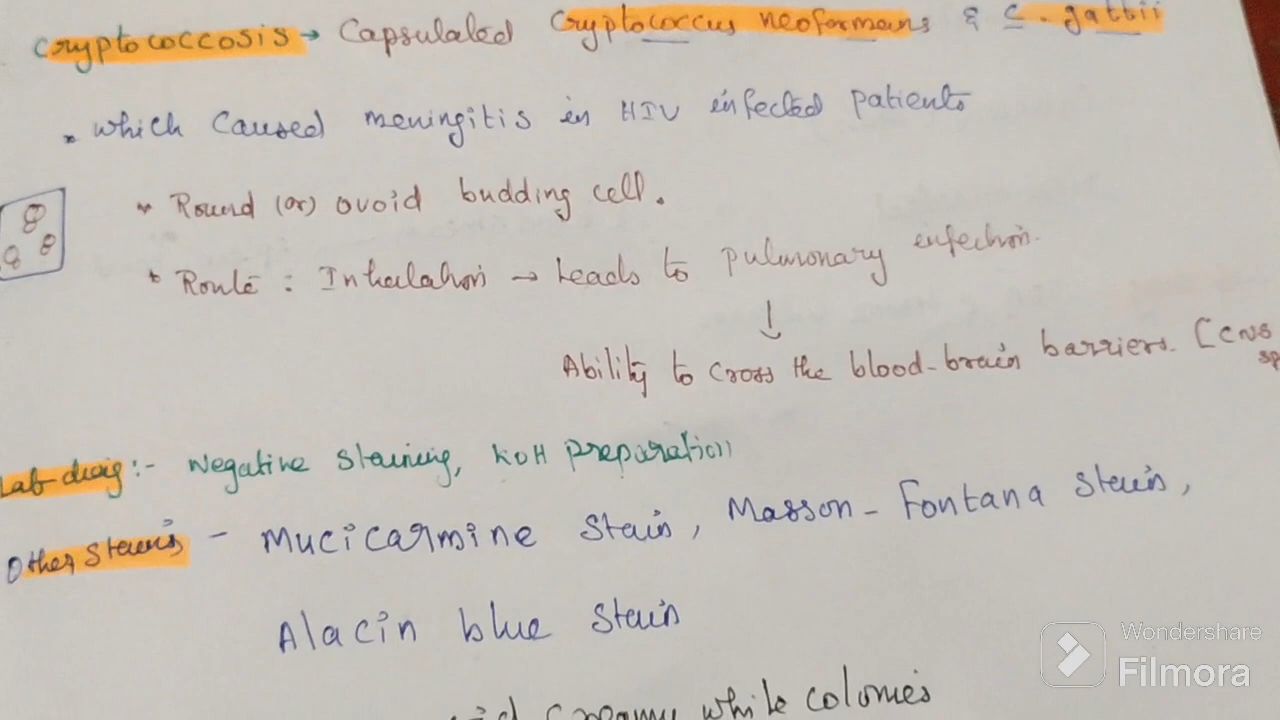 Cryptococcosis → Capsulated Cryptococcus neoformans & C. gattii
• which caused meningitis in HIV infected patients
* Round (or) ovoid budding cell.
* Route : Inhalation → Leads to pulmonary infection.
↓
Ability to cross the blood-brain barriers. [CNS
sp
Lab diag :- Negative staining, KOH preparation
Other stains - Mucicarmine stain, Masson-Fontana stain,
Alacin blue stain
creamy white colonies
Wondershare
Filmora